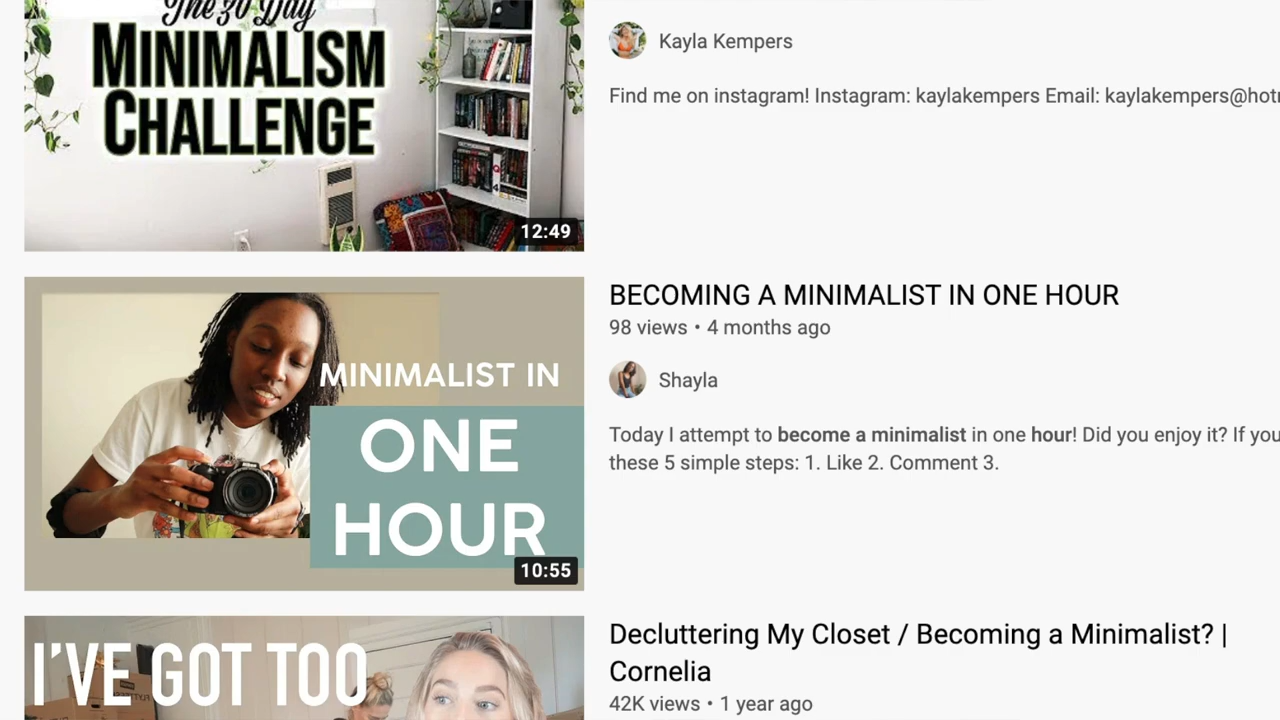 The 30 Day
MINIMALISM
CHALLENGE
12:49
Kayla Kempers
Find me on instagram! Instagram: kaylakempers Email: kaylakempers@hot
MINIMALIST IN
ONE
HOUR
10:55
BECOMING A MINIMALIST IN ONE HOUR
98 views • 4 months ago
Shayla
Today I attempt to become a minimalist in one hour! Did you enjoy it? If you
these 5 simple steps: 1. Like 2. Comment 3.
I'VE GOT TOO
Decluttering My Closet / Becoming a Minimalist? |
Cornelia
42K views • 1 year ago